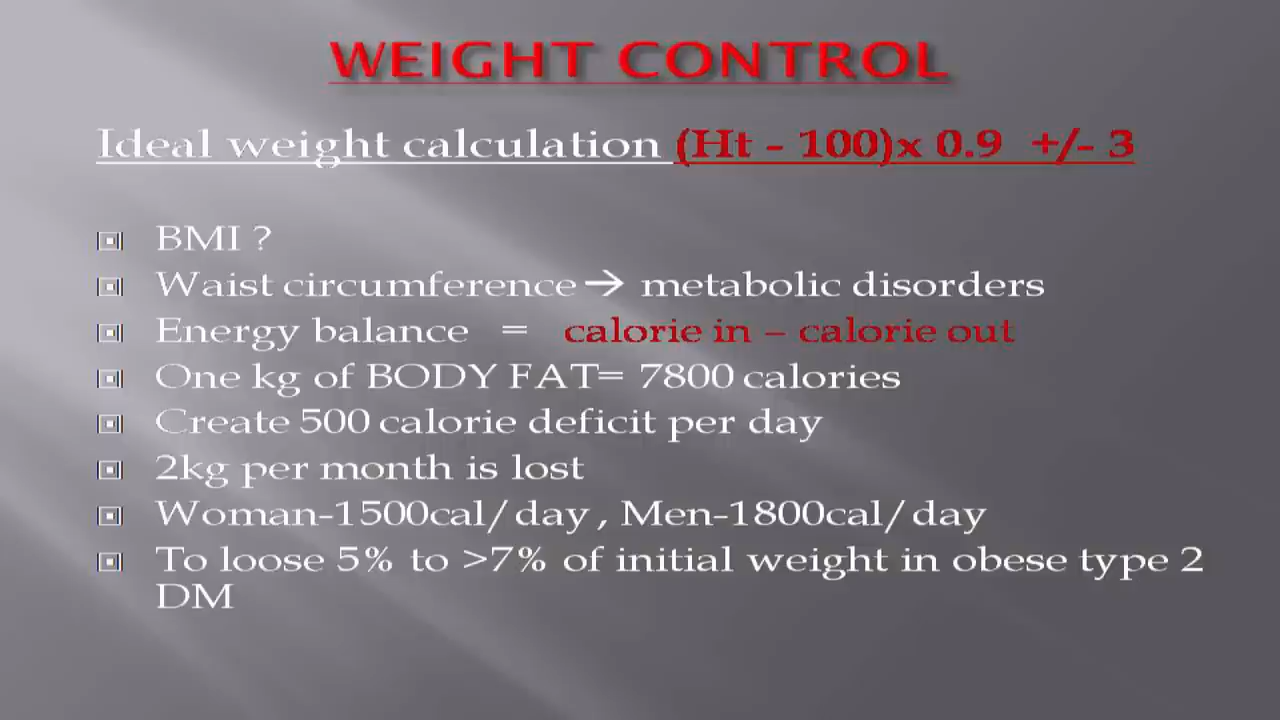 WEIGHT CONTROL
Ideal weight calculation (Ht - 100)x 0.9 +/- 3
BMI ?
Waist circumference → metabolic disorders
Energy balance = calorie in – calorie out
One kg of BODY FAT= 7800 calories
Create 500 calorie deficit per day
2kg per month is lost
Woman-1500cal/day , Men-1800cal/day
To loose 5% to >7% of initial weight in obese type 2
DM